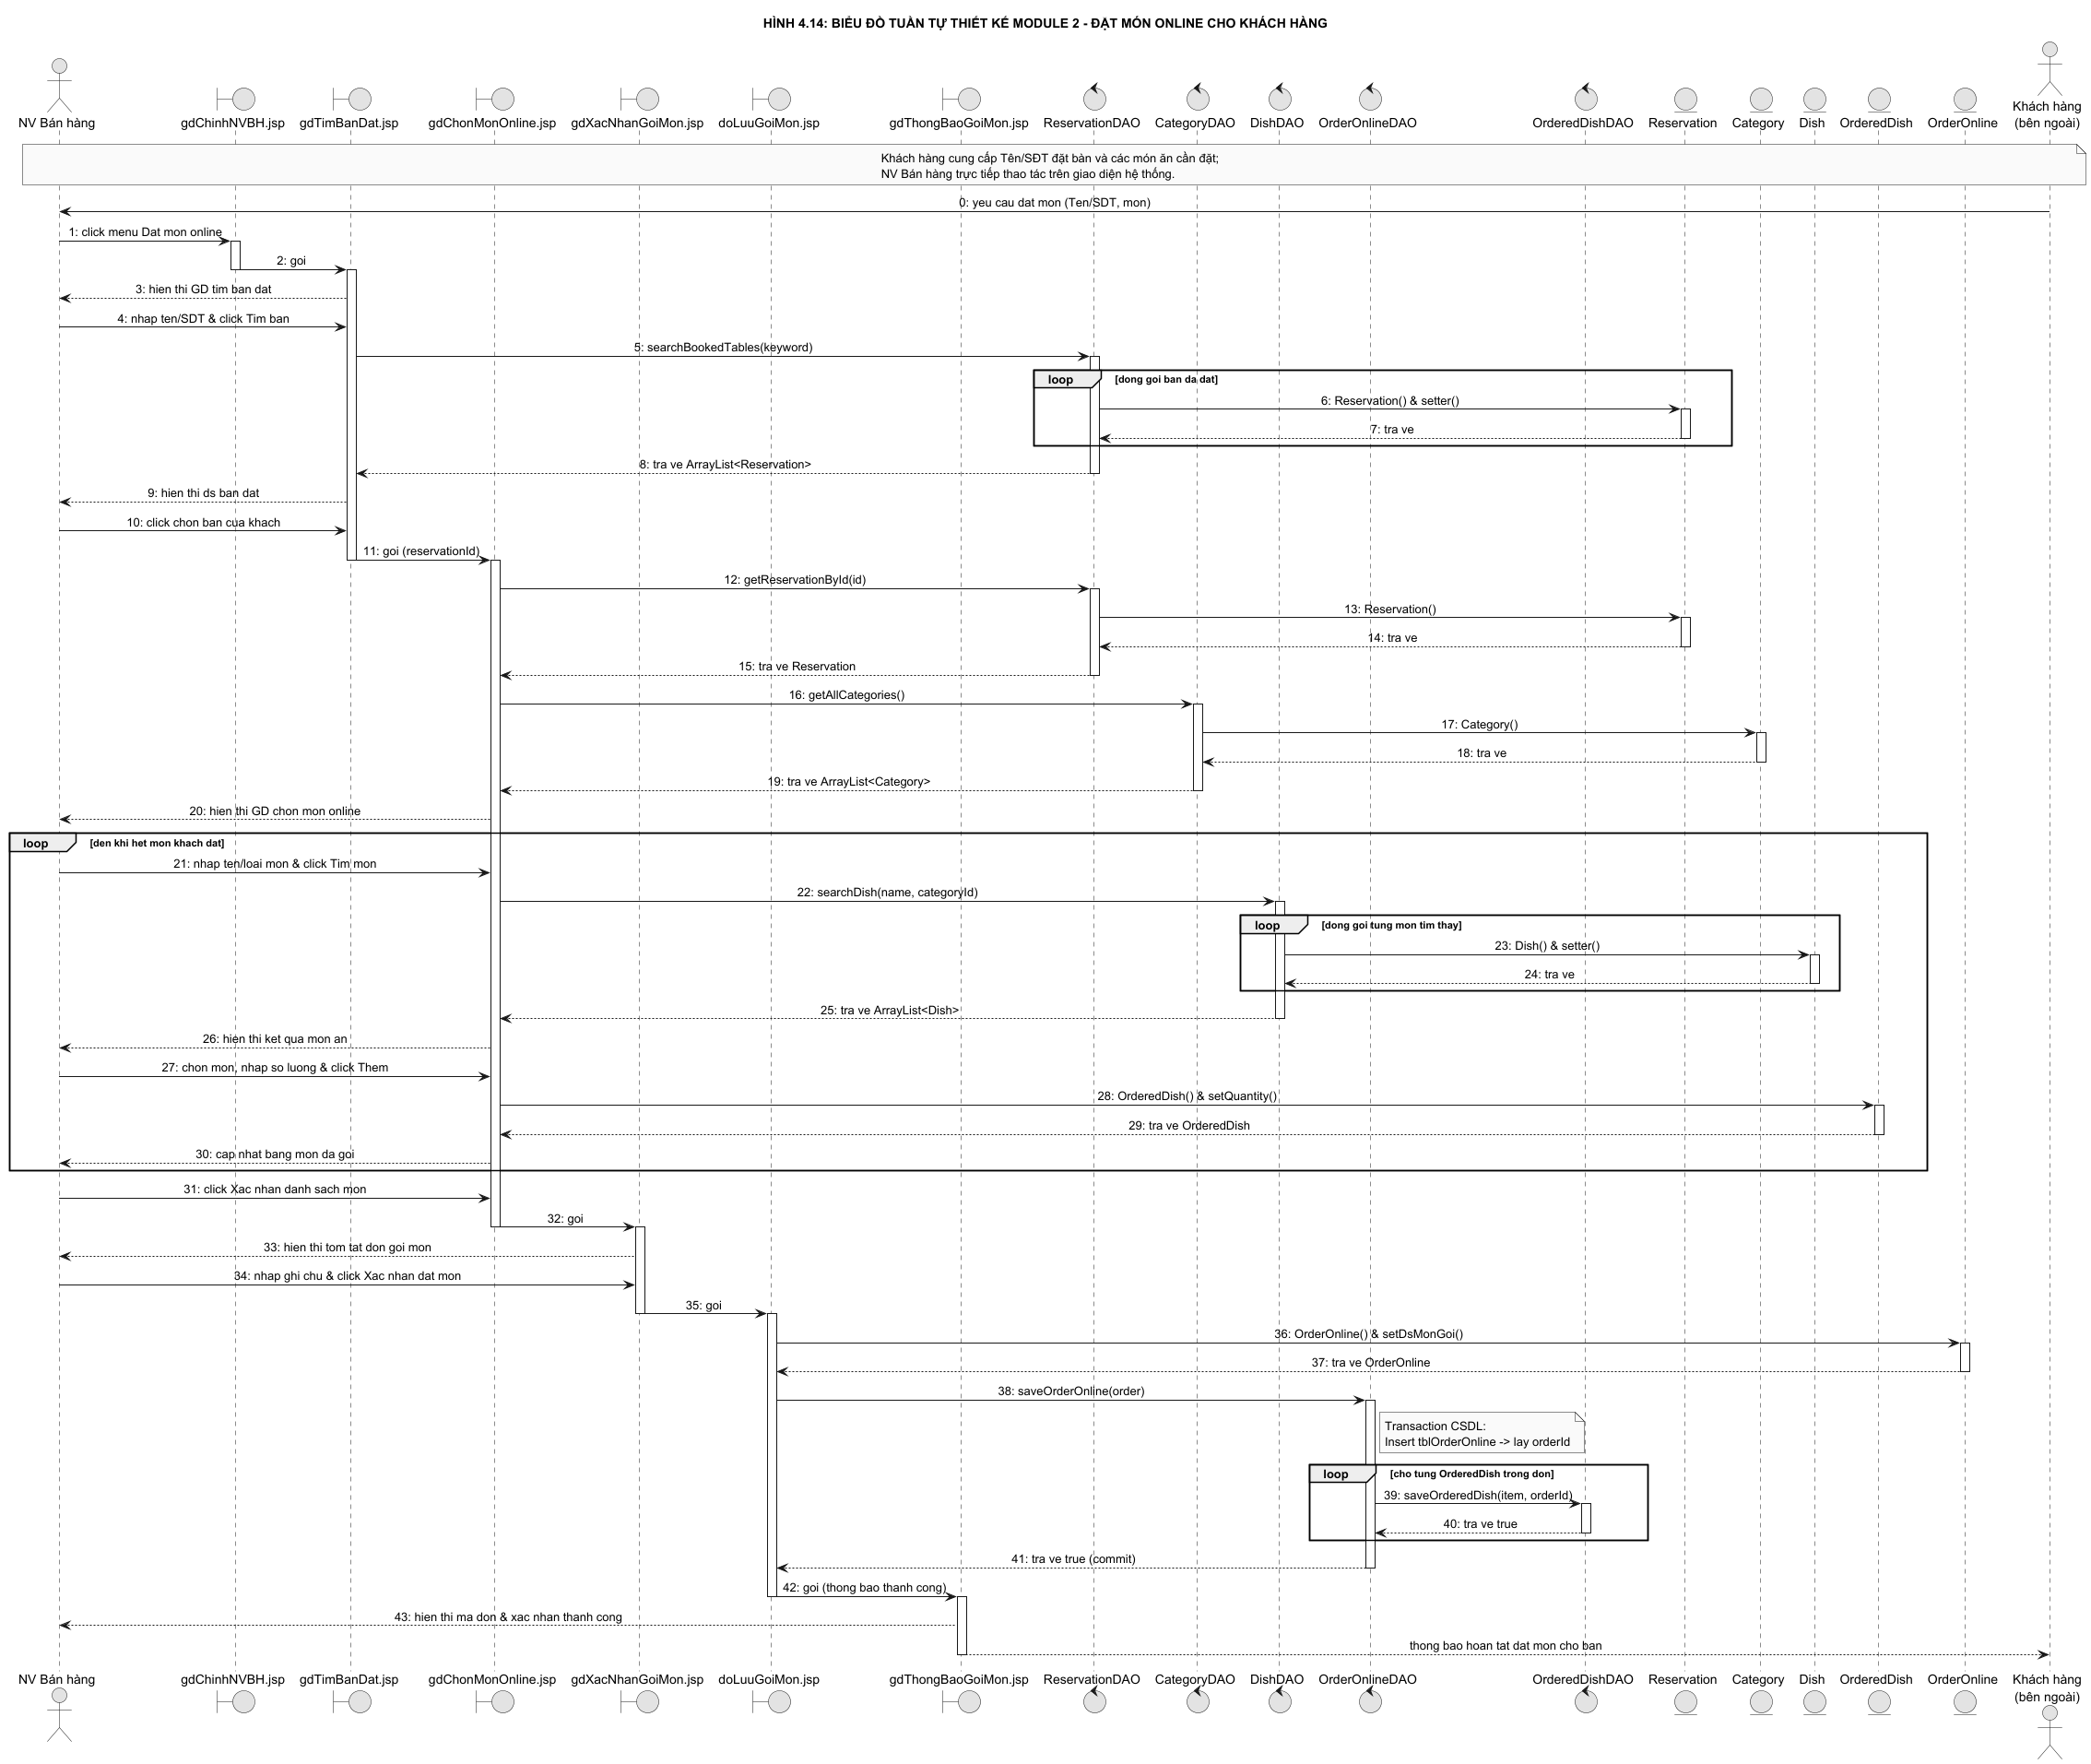 HÌNH 4.14: BIỂU ĐỒ TUẦN TỰ THIẾT KẾ MODULE 2 - ĐẶT MÓN ONLINE CHO KHÁCH HÀNG
NV Bán hàng
gdChinhNVBH.jsp
gdTimBanDat.jsp
gdChonMonOnline.jsp
gdXacNhanGoiMon.jsp
doLuuGoiMon.jsp
gdThongBaoGoiMon.jsp
ReservationDAO
CategoryDAO
DishDAO
OrderOnlineDAO
OrderedDishDAO
Reservation
Category
Dish
OrderedDish
OrderOnline
Khách hàng
(bên ngoài)
Khách hàng cung cấp Tên/SĐT đặt bàn và các món ăn cần đặt;
NV Bán hàng trực tiếp thao tác trên giao diện hệ thống.
0: yeu cau dat mon (Ten/SDT, mon)
1: click menu Dat mon online
2: goi
3: hien thi GD tim ban dat
4: nhap ten/SDT & click Tim ban
5: searchBookedTables(keyword)
loop [dong goi ban da dat]
6: Reservation() & setter()
7: tra ve
8: tra ve ArrayList<Reservation>
9: hien thi ds ban dat
10: click chon ban cua khach
11: goi (reservationId)
12: getReservationById(id)
13: Reservation()
14: tra ve
15: tra ve Reservation
16: getAllCategories()
17: Category()
18: tra ve
19: tra ve ArrayList<Category>
20: hien thi GD chon mon online
loop [den khi het mon khach dat]
21: nhap ten/loai mon & click Tim mon
22: searchDish(name, categoryId)
loop [dong goi tung mon tim thay]
23: Dish() & setter()
24: tra ve
25: tra ve ArrayList<Dish>
26: hien thi ket qua mon an
27: chon mon, nhap so luong & click Them
28: OrderedDish() & setQuantity()
29: tra ve OrderedDish
30: cap nhat bang mon da goi
31: click Xac nhan danh sach mon
32: goi
33: hien thi tom tat don goi mon
34: nhap ghi chu & click Xac nhan dat mon
35: goi
36: OrderOnline() & setDsMonGoi()
37: tra ve OrderOnline
38: saveOrderOnline(order)
Transaction CSDL:
Insert tblOrderOnline -> lay orderId
loop [cho tung OrderedDish trong don]
39: saveOrderedDish(item, orderId)
40: tra ve true
41: tra ve true (commit)
42: goi (thong bao thanh cong)
43: hien thi ma don & xac nhan thanh cong
thong bao hoan tat dat mon cho ban
NV Bán hàng
gdChinhNVBH.jsp
gdTimBanDat.jsp
gdChonMonOnline.jsp
gdXacNhanGoiMon.jsp
doLuuGoiMon.jsp
gdThongBaoGoiMon.jsp
ReservationDAO
CategoryDAO
DishDAO
OrderOnlineDAO
OrderedDishDAO
Reservation
Category
Dish
OrderedDish
OrderOnline
Khách hàng
(bên ngoài)